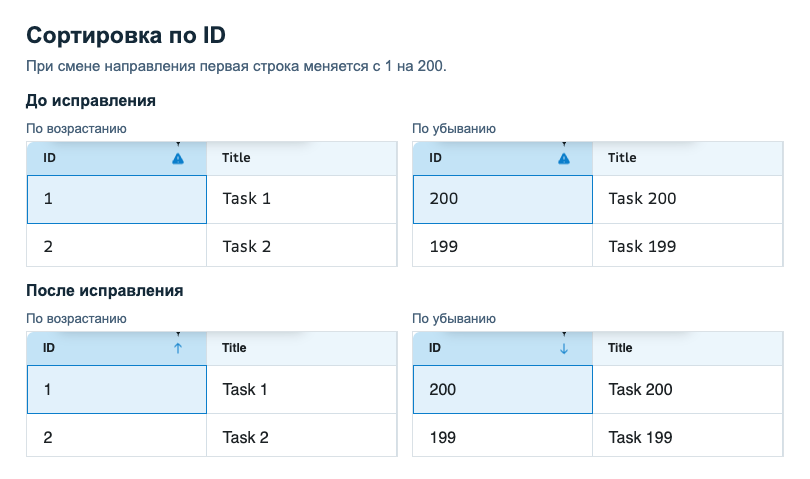 Сортировка по ID
При смене направления первая строка меняется с 1 на 200.
До исправления
По возрастанию
ID Title
1 Task 1
2 Task 2
По убыванию
ID Title
200 Task 200
199 Task 199
После исправления
По возрастанию
ID Title
1 Task 1
2 Task 2
По убыванию
ID Title
200 Task 200
199 Task 199